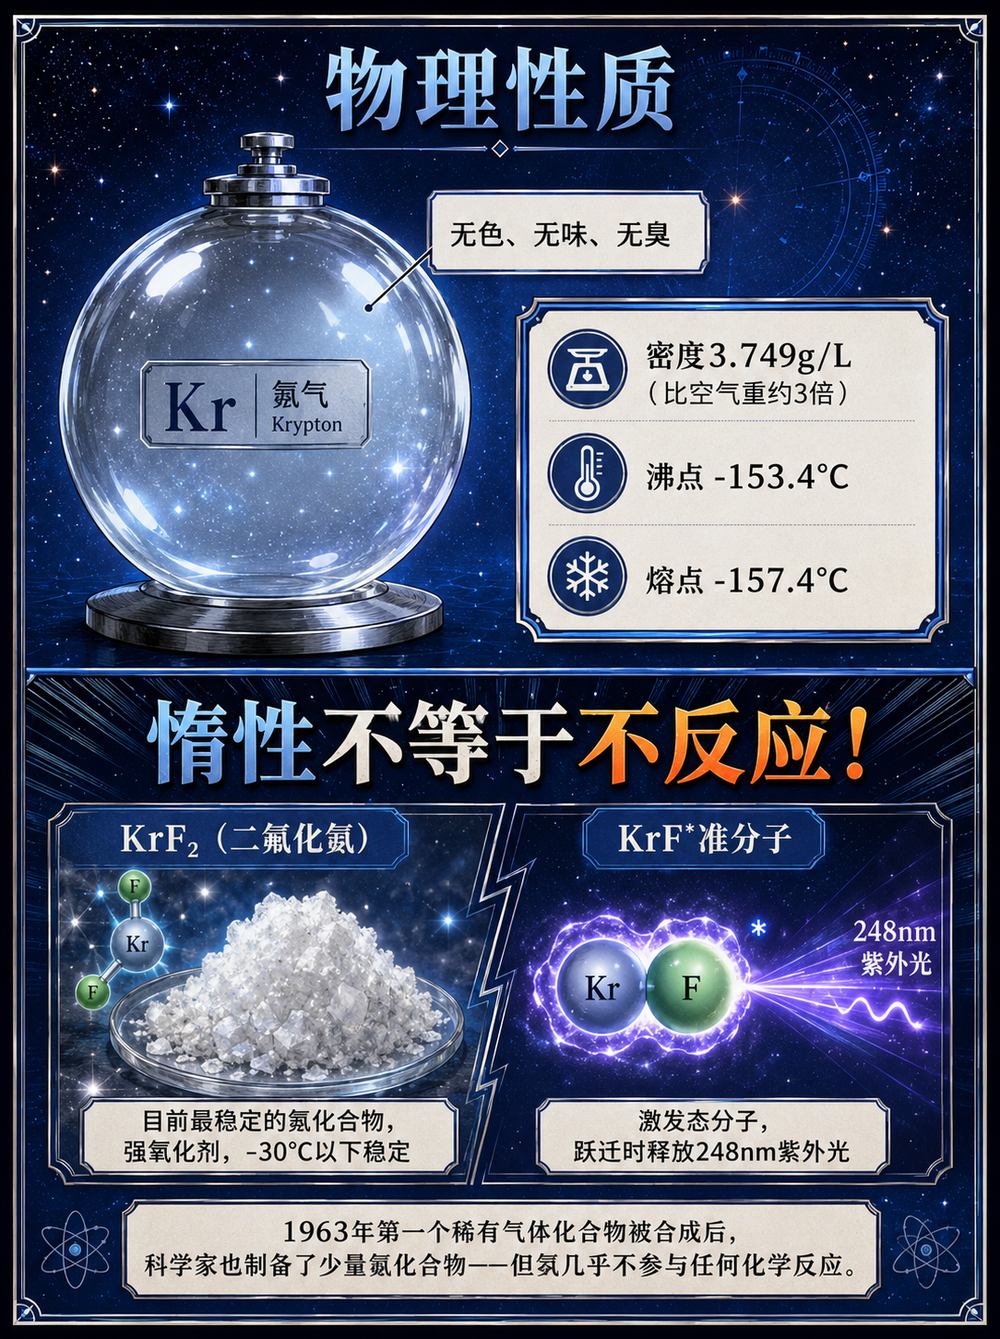 物理性质
无色、无味、无臭
Kr
氪气
Krypton
密度3.749g/L
（比空气重约3倍）
沸点 -153.4°C
熔点 -157.4°C
惰性不等于不反应！
KrF₂（二氟化氪）
F
Kr
F
目前最稳定的氪化合物，
强氧化剂，-30°C以下稳定
KrF*准分子
Kr
F
*
248nm
紫外光
激发态分子，
跃迁时释放248nm紫外光
1963年第一个稀有气体化合物被合成后，
科学家也制备了少量氪化合物——但氡几乎不参与任何化学反应。